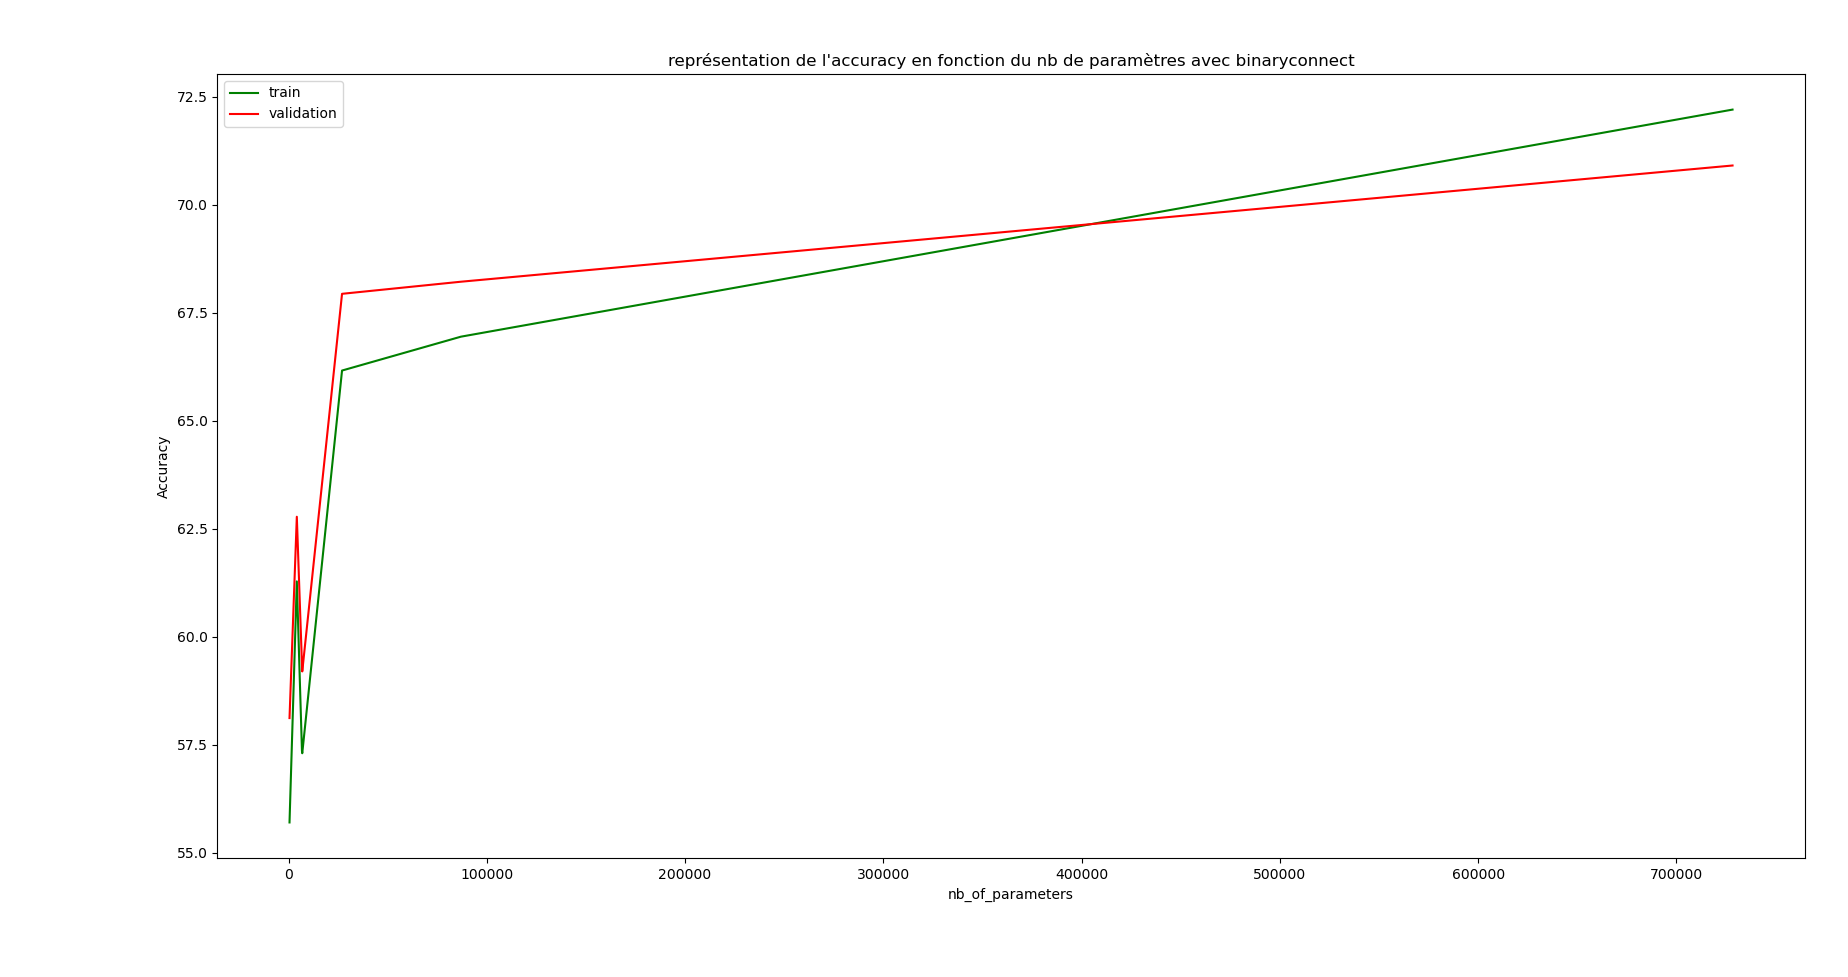 représentation de l'accuracy en fonction du nb de paramètres avec binaryconnect
train
validation
72.5
70.0
67.5
65.0
62.5
60.0
57.5
55.0
Accuracy
0 100000 200000 300000 400000 500000 600000 700000
nb_of_parameters